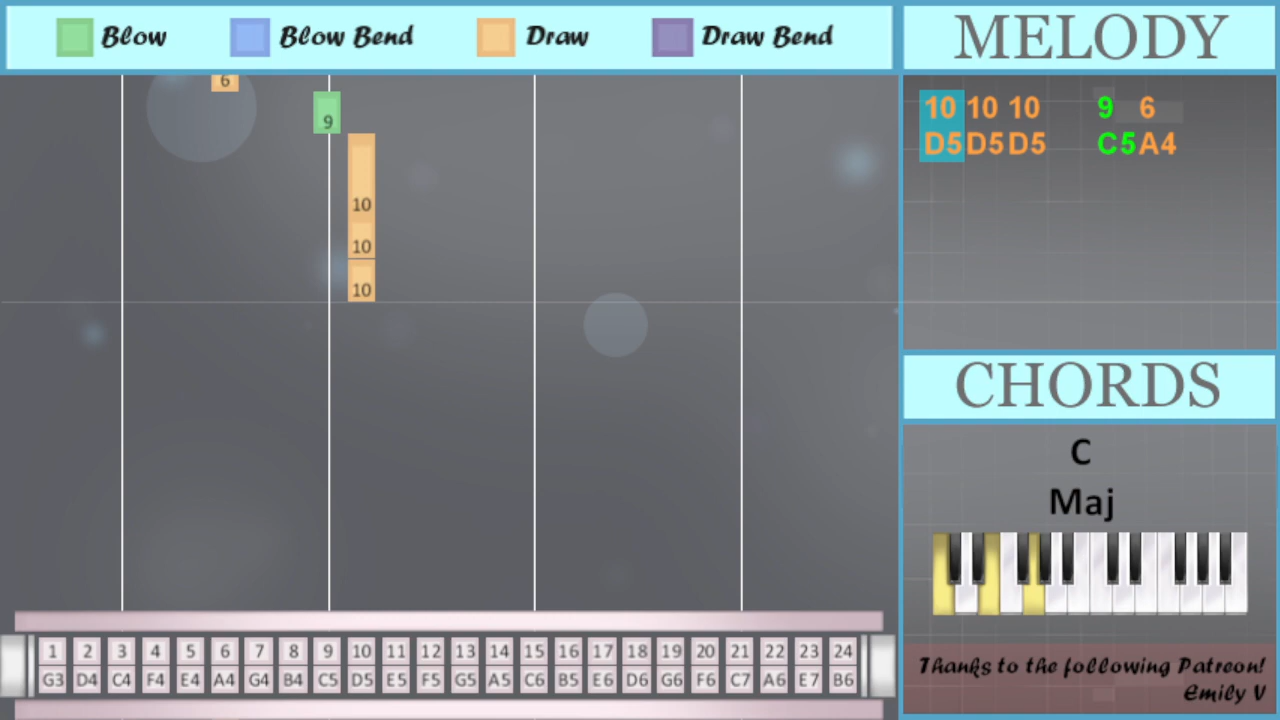 Blow Blow Bend Draw Draw Bend
MELODY
6
9
10
10
10
10 10 10 9 6
D5 D5 D5 C5 A4
CHORDS
C
Maj
1 2 3 4 5 6 7 8 9 10 11 12 13 14 15 16 17 18 19 20 21 22 23 24
G3 D4 C4 F4 E4 A4 G4 B4 C5 D5 E5 F5 G5 A5 C6 B5 E6 D6 G6 F6 C7 A6 E7 B6
Thanks to the following Patreon!
Emily V